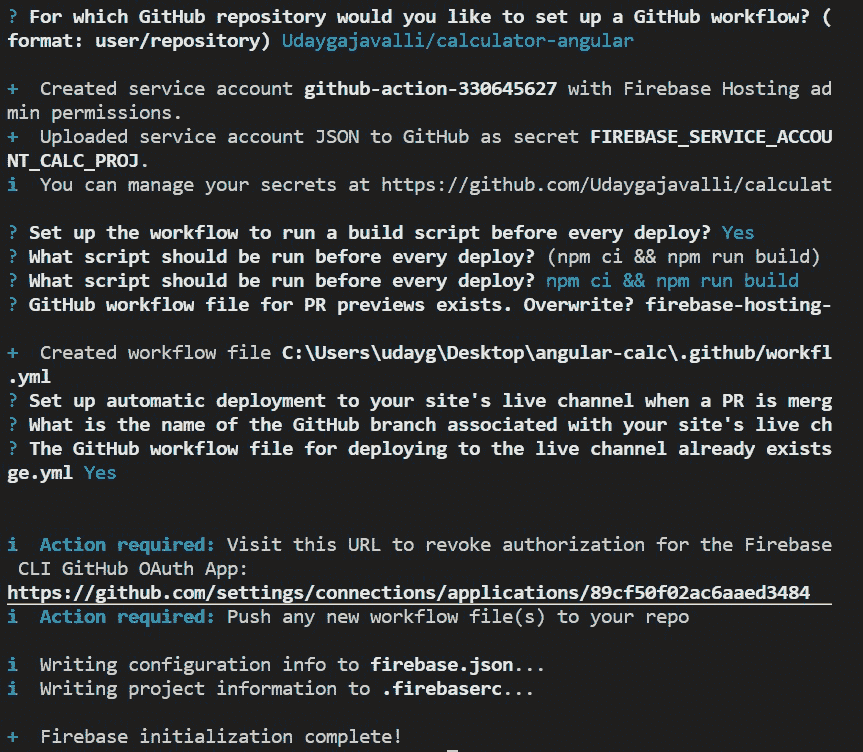 ? For which GitHub repository would you like to set up a GitHub workflow? (
format: user/repository) Udaygajavalli/calculator-angular
+  Created service account github-action-330645627 with Firebase Hosting ad
min permissions.
+  Uploaded service account JSON to GitHub as secret FIREBASE_SERVICE_ACCOU
NT_CALC_PROJ.
i  You can manage your secrets at https://github.com/Udaygajavalli/calculat
? Set up the workflow to run a build script before every deploy? Yes
? What script should be run before every deploy? (npm ci && npm run build)
? What script should be run before every deploy? npm ci && npm run build
? GitHub workflow file for PR previews exists. Overwrite? firebase-hosting-
+  Created workflow file C:\Users\udayg\Desktop\angular-calc\.github/workfl
.yml
? Set up automatic deployment to your site's live channel when a PR is merg
? What is the name of the GitHub branch associated with your site's live ch
? The GitHub workflow file for deploying to the live channel already exists
ge.yml Yes
i  Action required: Visit this URL to revoke authorization for the Firebase
 CLI GitHub OAuth App:
https://github.com/settings/connections/applications/89cf50f02ac6aaed3484
i  Action required: Push any new workflow file(s) to your repo
i  Writing configuration info to firebase.json...
i  Writing project information to .firebaserc...
+  Firebase initialization complete!